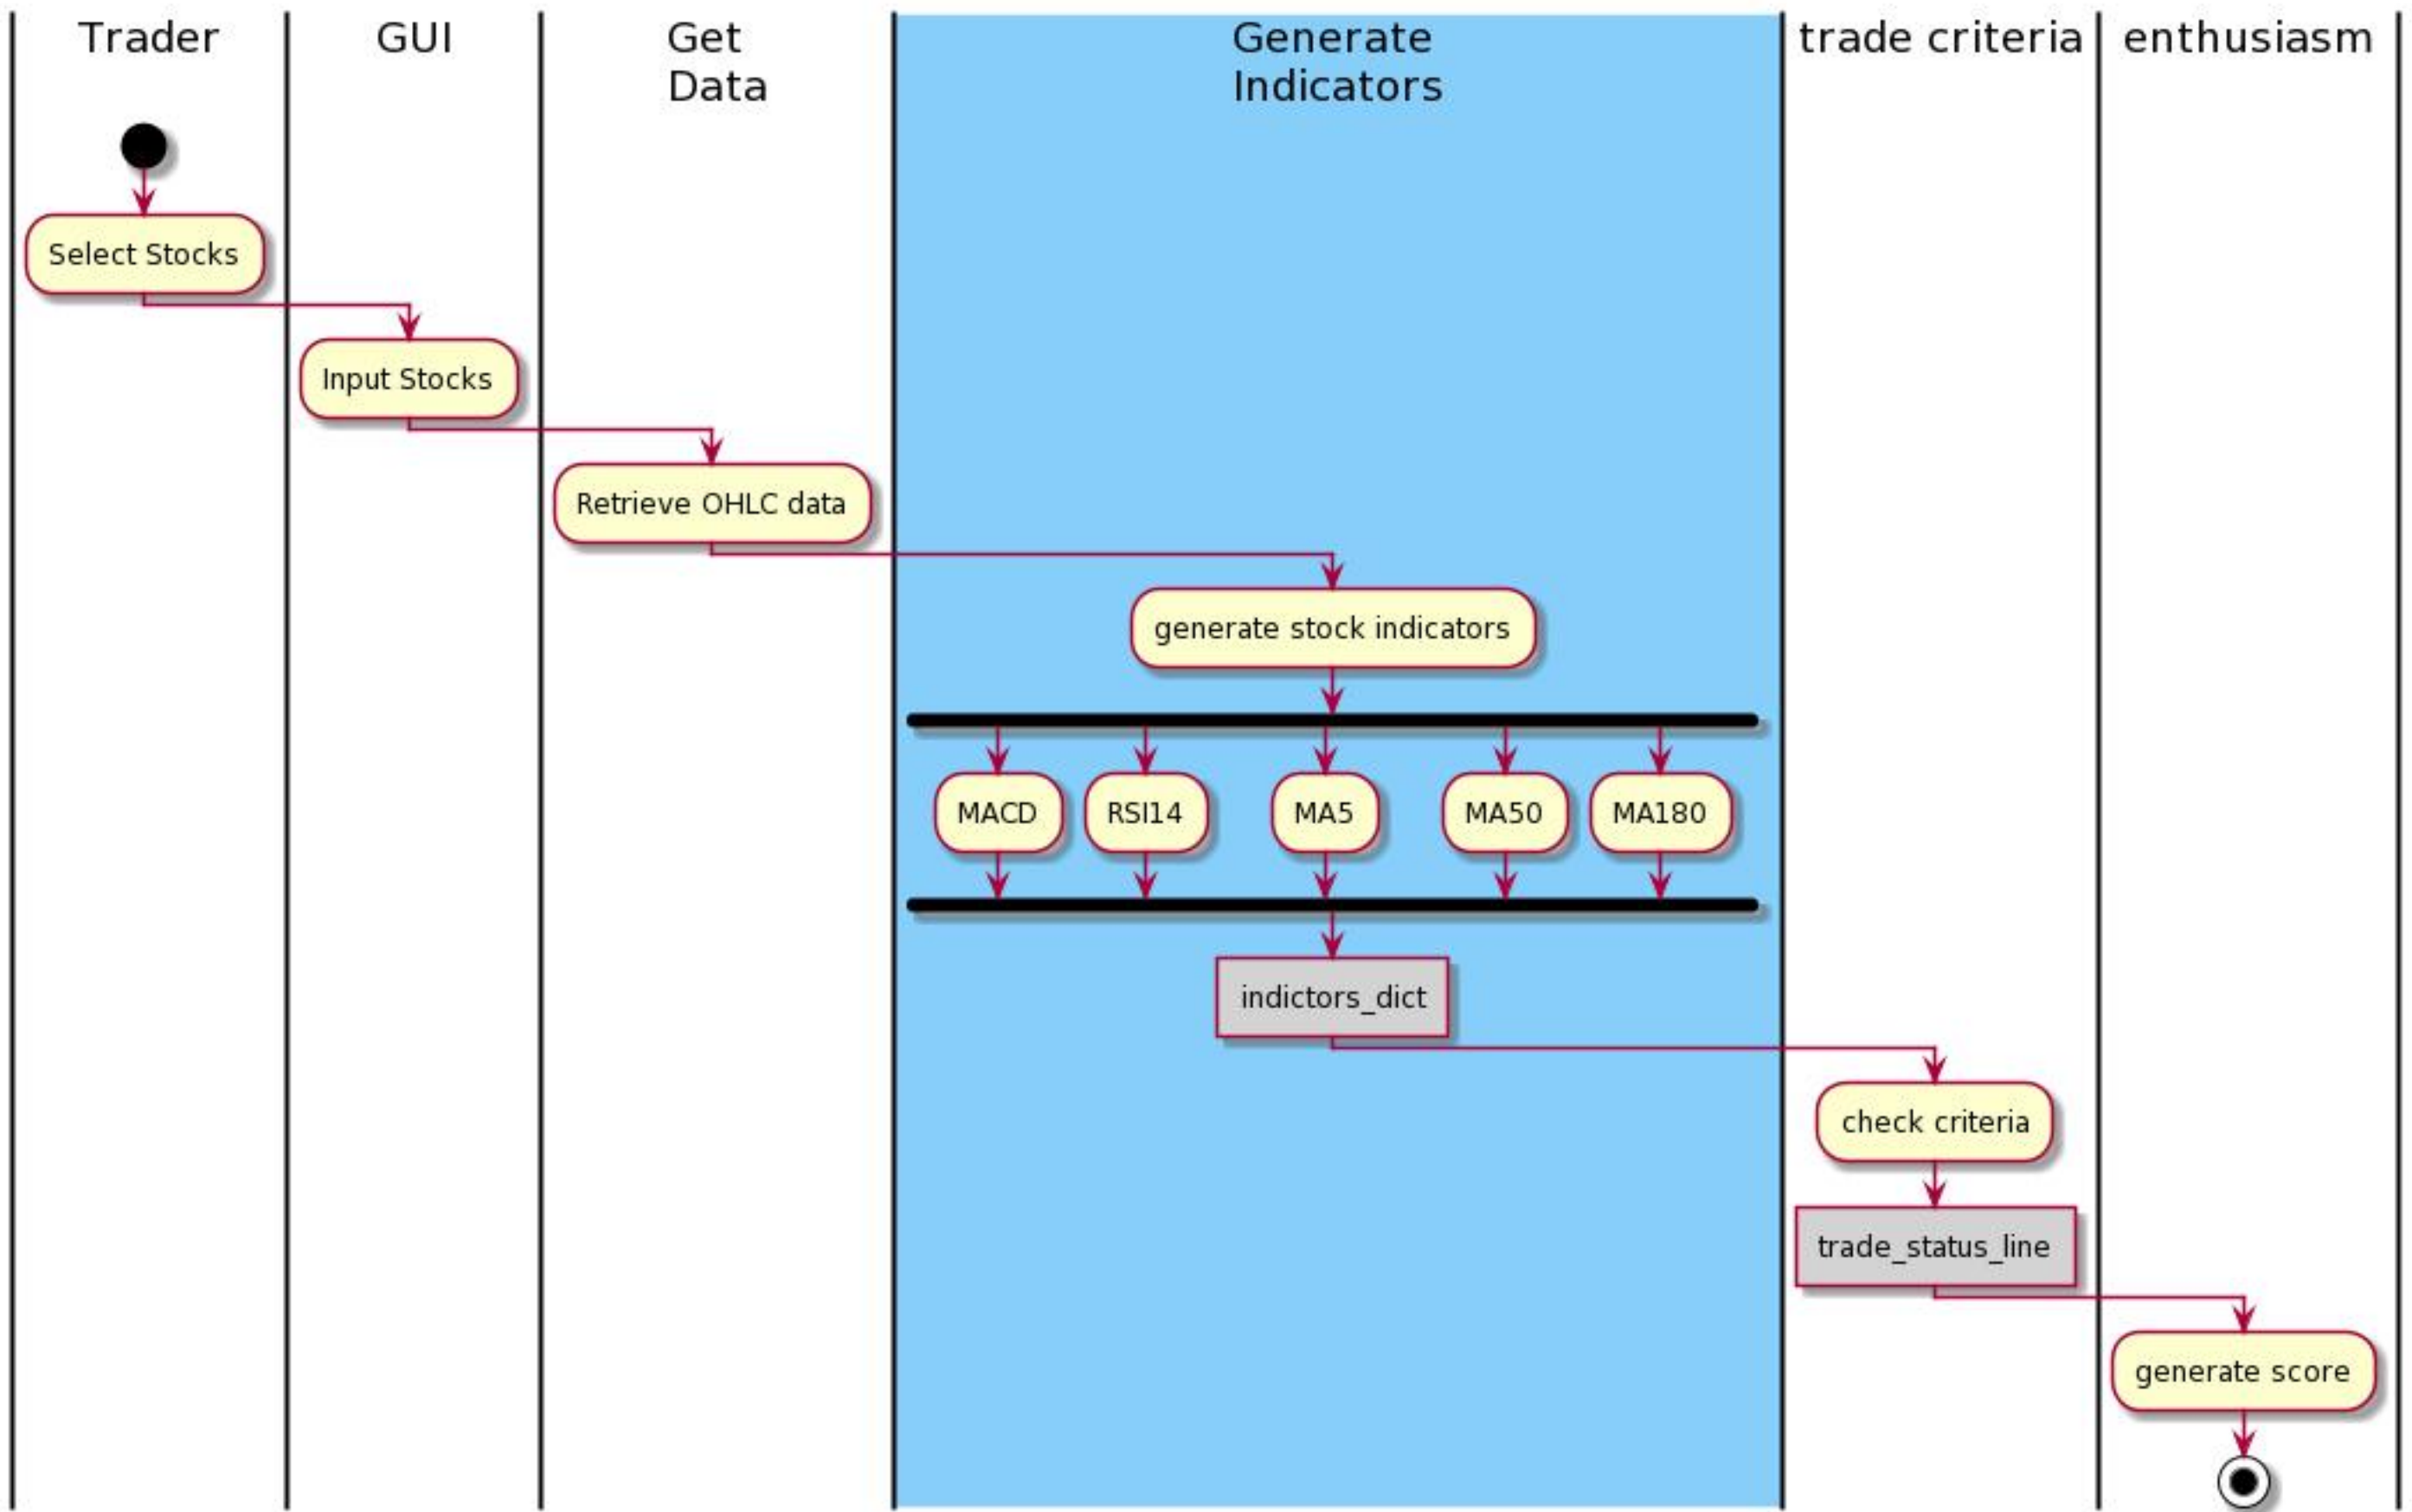 Trader
GUI
Get
Data
Generate
Indicators
trade criteria
enthusiasm
Select Stocks
Input Stocks
Retrieve OHLC data
generate stock indicators
MACD
RSI14
MA5
MA50
MA180
indictors_dict
check criteria
trade_status_line
generate score